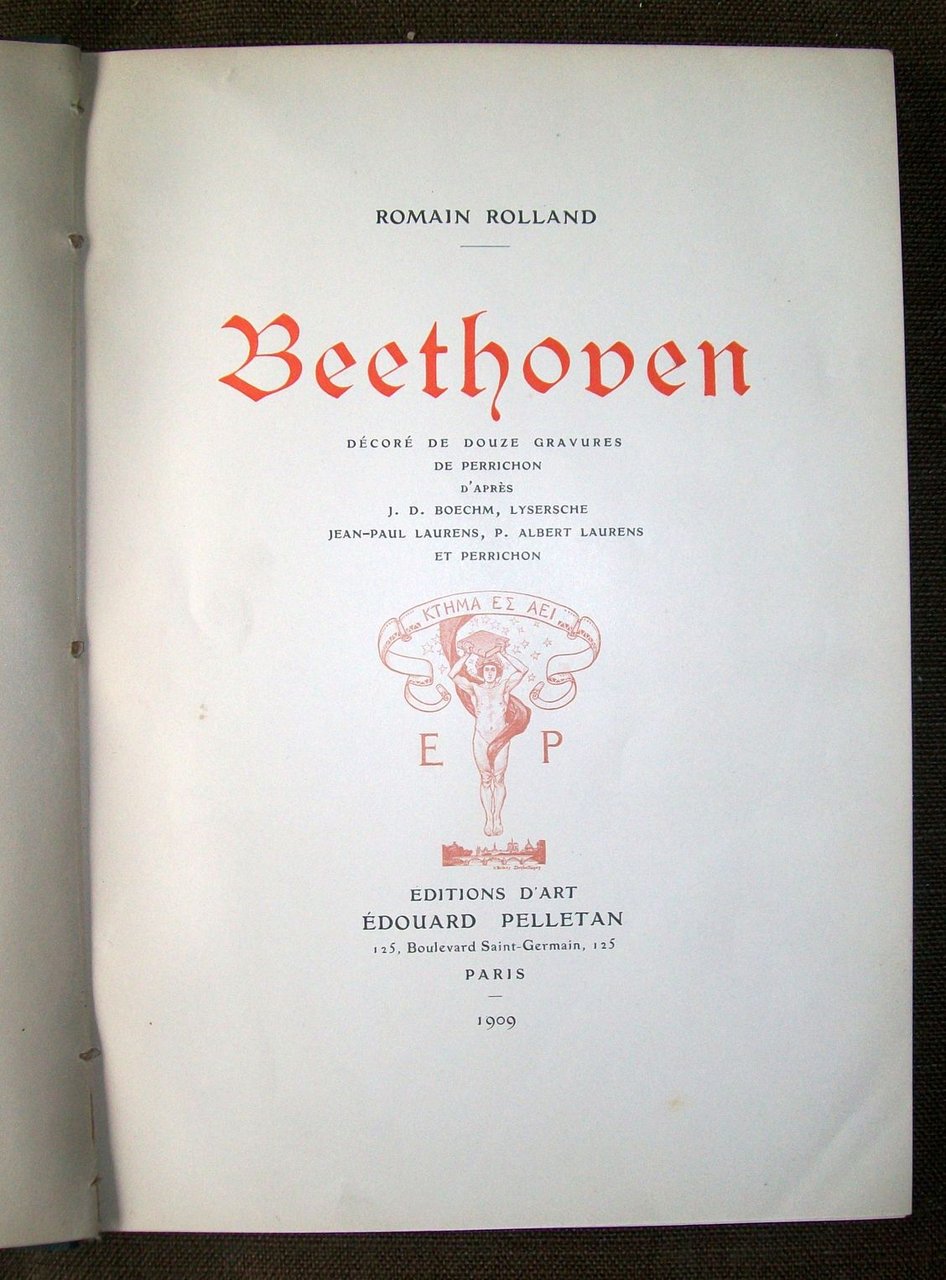 ROMAIN ROLLAND
Beethoven
DÉCORÉ DE DOUZE GRAVURES
DE PERRICHON
D'APRÈS
J. D. BOECHM, LYSERSCHE
JEAN-PAUL LAURENS, P. ALBERT LAURENS
ET PERRICHON
ΚΤΗΜΑ ΕΣ ΑΕΙ
E P
EDITIONS D'ART
ÉDOUARD PELLETAN
125, Boulevard Saint-Germain, 125
PARIS
1909